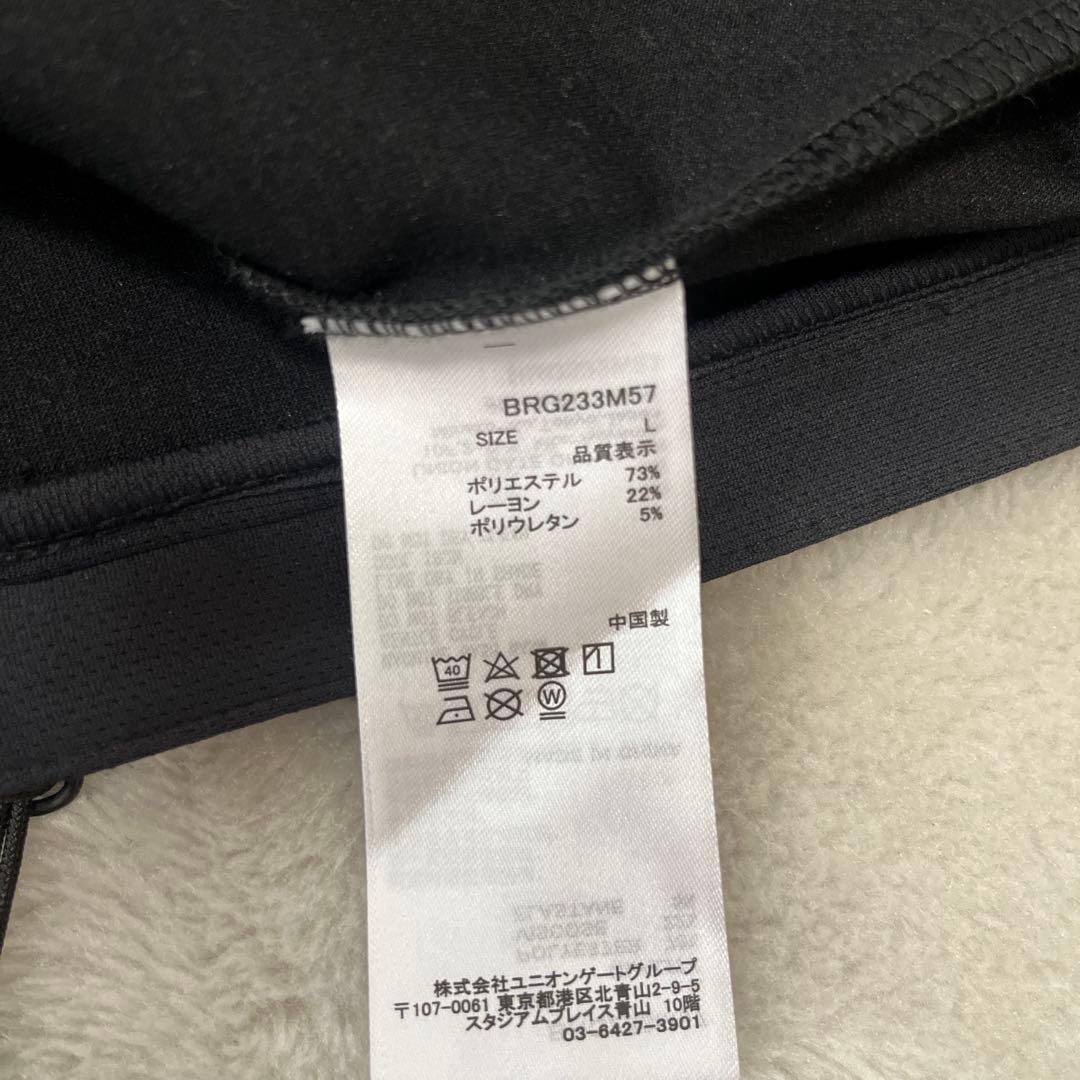 BRG233M57
SIZE L
品質表示
ポリエステル 73%
レーヨン 22%
ポリウレタン 5%
中国製
40
W
株式会社ユニオンゲートグループ
〒107-0061 東京都港区北青山2-9-5
スタジアムプレイス青山 10階
03-6427-3901